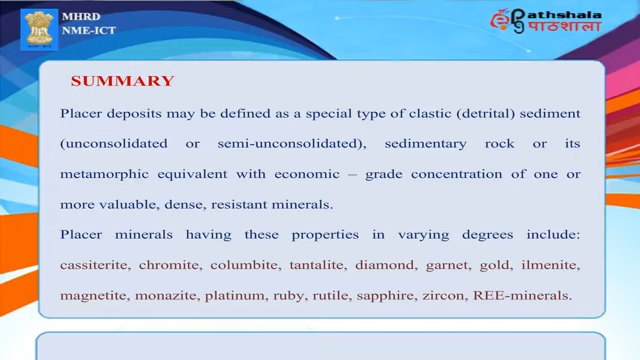 MHRD
NME-ICT
ePathshala
पाठशाला
SUMMARY
Placer deposits may be defined as a special type of clastic (detrital) sediment
(unconsolidated or semi-unconsolidated), sedimentary rock or its
metamorphic equivalent with economic – grade concentration of one or
more valuable, dense, resistant minerals.
Placer minerals having these properties in varying degrees include:
cassiterite, chromite, columbite, tantalite, diamond, garnet, gold, ilmenite,
magnetite, monazite, platinum, ruby, rutile, sapphire, zircon, REE-minerals.